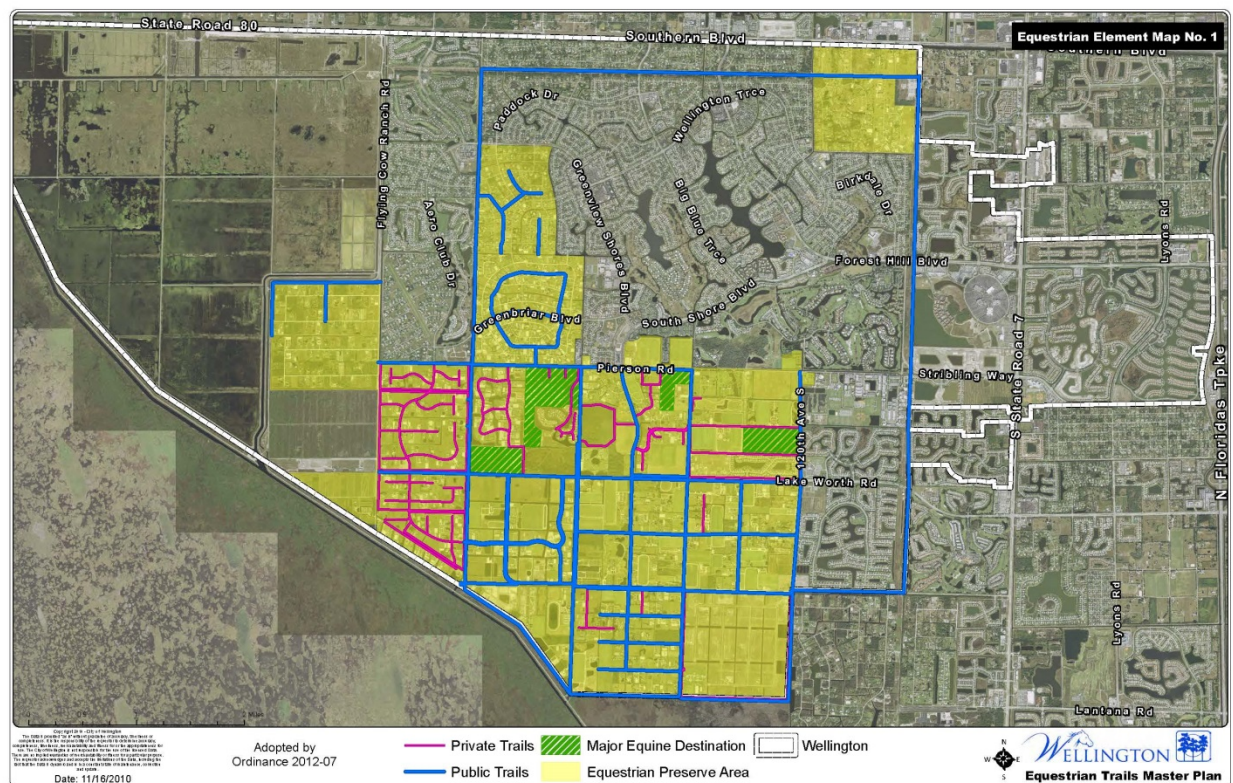 State Road 80
Southern Blvd
Equestrian Element Map No. 1
Southern Blvd
Flying Cow Ranch Rd
Paddock Dr
Wellington Trce
Greenview Shores Blvd
Big Blue Trce
Birkdale Dr
Aero Club Dr
Forest Hill Blvd
Lyons Rd
Greenbriar Blvd
South Shore Blvd
Pierson Rd
Stribling Way
S State Road 7
N Floridas Tpke
120th Ave S
Lake Worth Rd
Lyons Rd
Lantana Rd
2 Miles
Date: 11/16/2010
Adopted by
Ordinance 2012-07
Private Trails
Public Trails
Major Equine Destination
Equestrian Preserve Area
Wellington
N
W
E
S
WELLINGTON
Equestrian Trails Master Plan